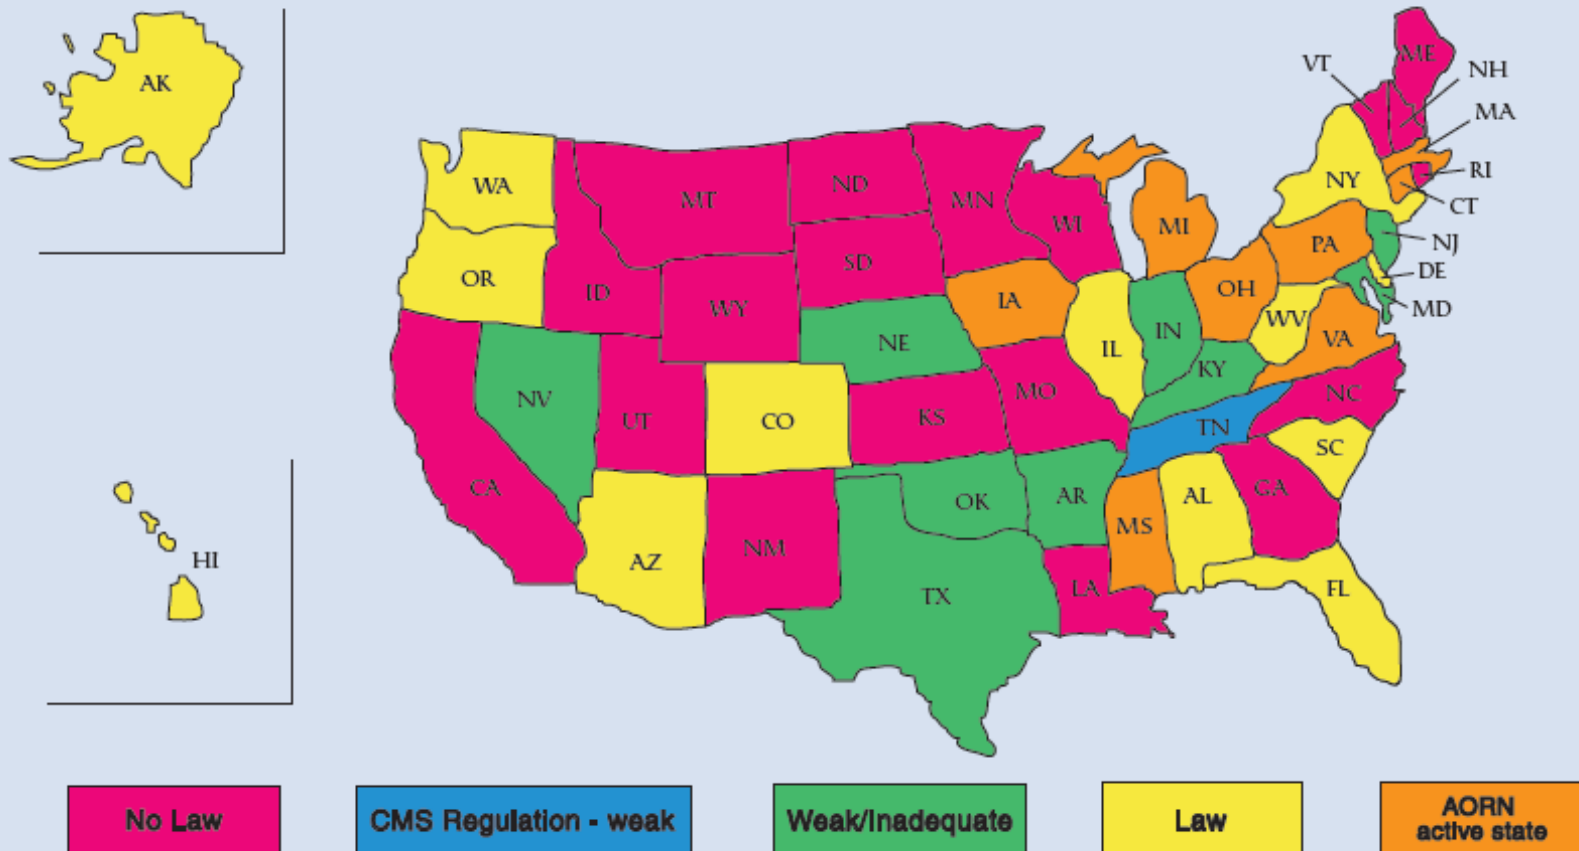 AK
ME
VT
NH
MA
WA
MT
ND
MN
NY
RI
WI
CT
MI
OR
SD
PA
NJ
ID
DE
WY
IA
OH
MD
WV
IL
IN
VA
NE
KY
NV
UT
CO
KS
MO
NC
TN
SC
CA
OK
AR
AL
GA
MS
HI
AZ
NM
LA
FL
TX
No Law
CMS Regulation - weak
Weak/Inadequate
Law
AORN
active state